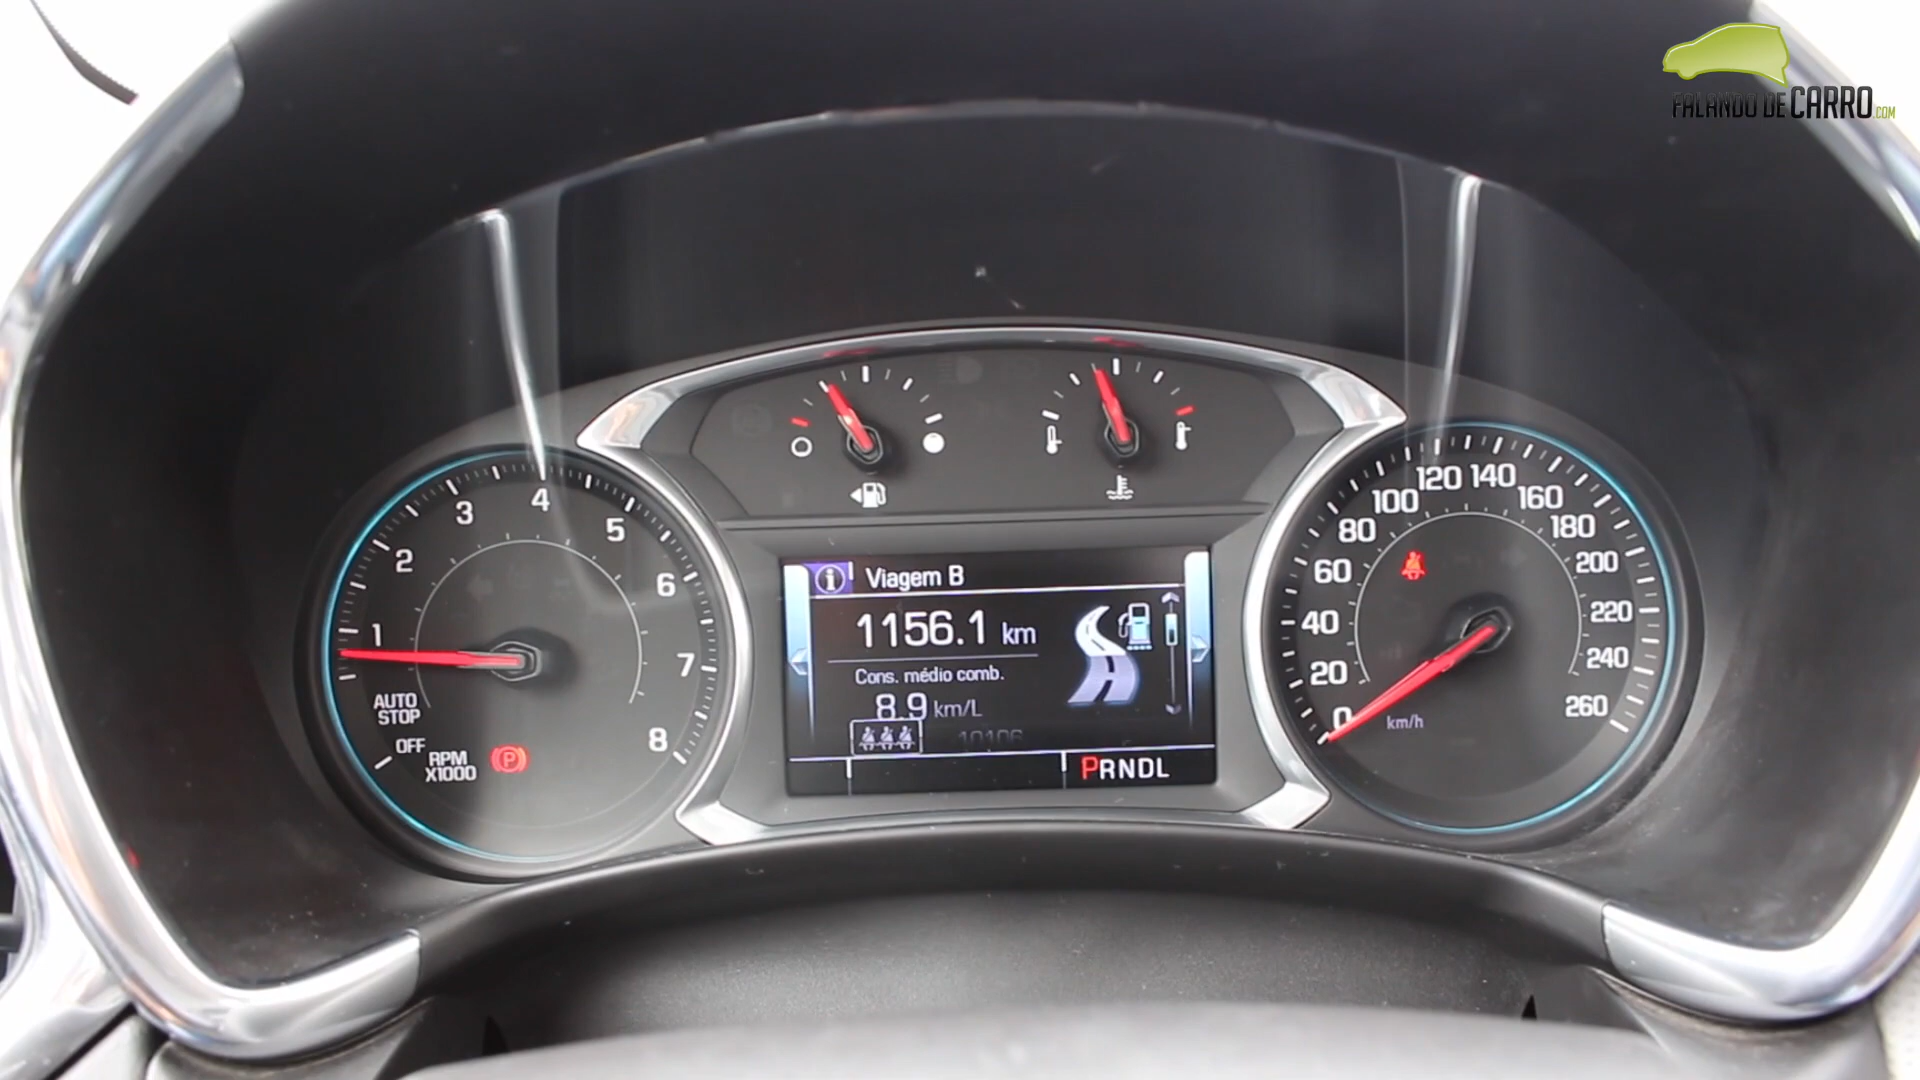 FALANDO DE CARRO.COM
1
2
3
4
5
6
7
8
AUTO
STOP
OFF
RPM
X1000
P
i
Viagem B
1156.1 km
Cons. médio comb.
8.9 km/L
10106
PRNDL
0
20
40
60
80
100
120
140
160
180
200
220
240
260
km/h